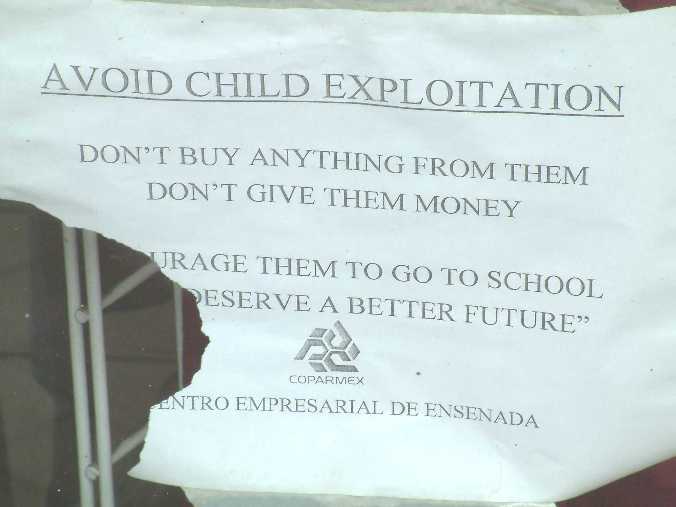 AVOID CHILD EXPLOITATION
DON'T BUY ANYTHING FROM THEM
DON'T GIVE THEM MONEY
URAGE THEM TO GO TO SCHOOL
DESERVE A BETTER FUTURE”
COPARMEX
ENTRO EMPRESARIAL DE ENSENADA